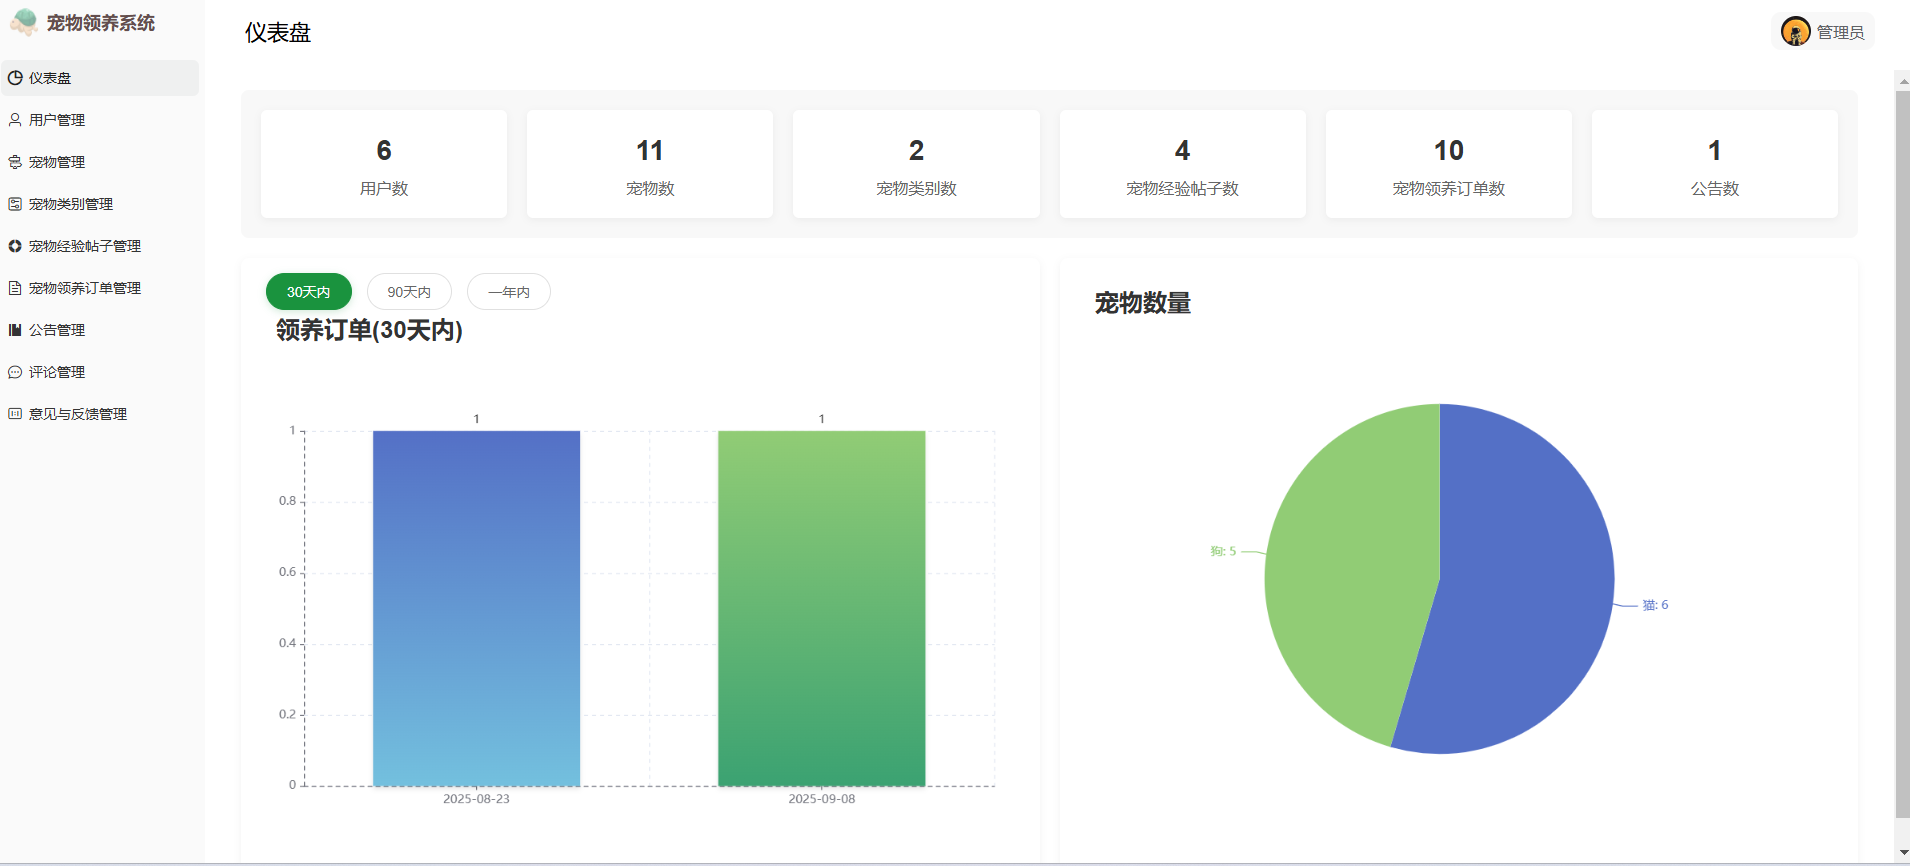 宠物领养系统
仪表盘
管理员
仪表盘
用户管理
宠物管理
宠物类别管理
宠物经验帖子管理
宠物领养订单管理
公告管理
评论管理
意见与反馈管理
6
用户数
11
宠物数
2
宠物类别数
4
宠物经验帖子数
10
宠物领养订单数
1
公告数
30天内
90天内
一年内
领养订单(30天内)
1
1
1
0.8
0.6
0.4
0.2
0
2025-08-23
2025-09-08
宠物数量
狗: 5
猫: 6